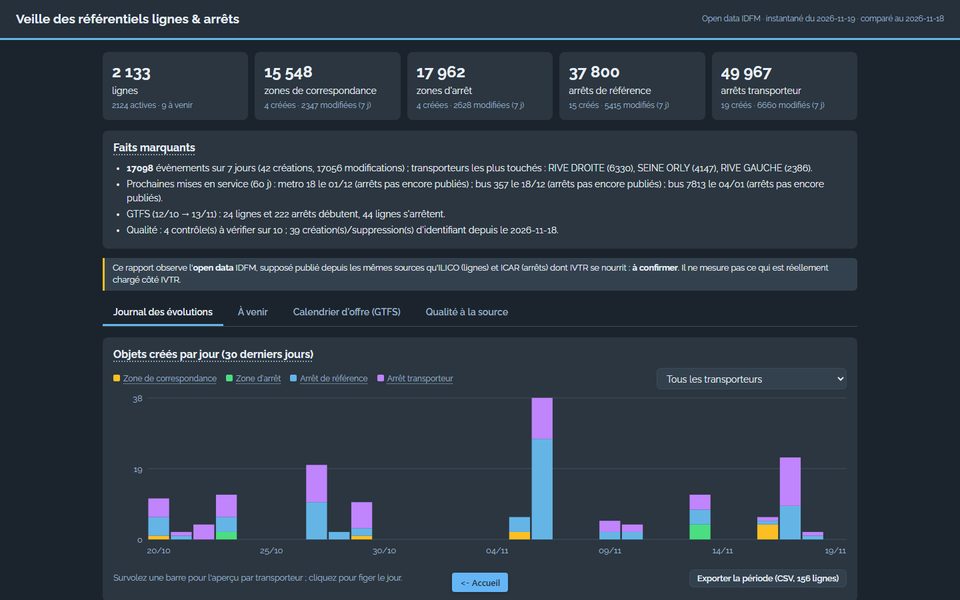 Veille des référentiels lignes & arrêts
Open data IDFM · instantané du 2026-11-19 · comparé au 2026-11-18
2 133
lignes
2124 actives · 9 à venir
15 548
zones de correspondance
4 créées · 2347 modifiées (7 j)
17 962
zones d'arrêt
4 créées · 2628 modifiées (7 j)
37 800
arrêts de référence
15 créés · 5415 modifiés (7 j)
49 967
arrêts transporteur
19 créés · 6660 modifiés (7 j)
Faits marquants
• 17098 évènements sur 7 jours (42 créations, 17056 modifications) ; transporteurs les plus touchés : RIVE DROITE (6330), SEINE ORLY (4147), RIVE GAUCHE (2386).
• Prochaines mises en service (60 j) : metro 18 le 01/12 (arrêts pas encore publiés) ; bus 357 le 18/12 (arrêts pas encore publiés) ; bus 7813 le 04/01 (arrêts pas encore
publiés).
• GTFS (12/10 → 13/11) : 24 lignes et 222 arrêts débutent, 44 lignes s'arrêtent.
• Qualité : 4 contrôle(s) à vérifier sur 10 ; 39 création(s)/suppression(s) d'identifiant depuis le 2026-11-18.
Ce rapport observe l'open data IDFM, supposé publié depuis les mêmes sources qu'ILICO (lignes) et ICAR (arrêts) dont IVTR se nourrit : à confirmer. Il ne mesure pas ce qui est réellement
chargé côté IVTR.
Journal des évolutions
À venir
Calendrier d'offre (GTFS)
Qualité à la source
Objets créés par jour (30 derniers jours)
Zone de correspondance
Zone d'arrêt
Arrêt de référence
Arrêt transporteur
Tous les transporteurs
38
19
0
20/10
25/10
30/10
04/11
09/11
14/11
19/11
Survolez une barre pour l'aperçu par transporteur ; cliquez pour figer le jour.
<- Accueil
Exporter la période (CSV, 156 lignes)